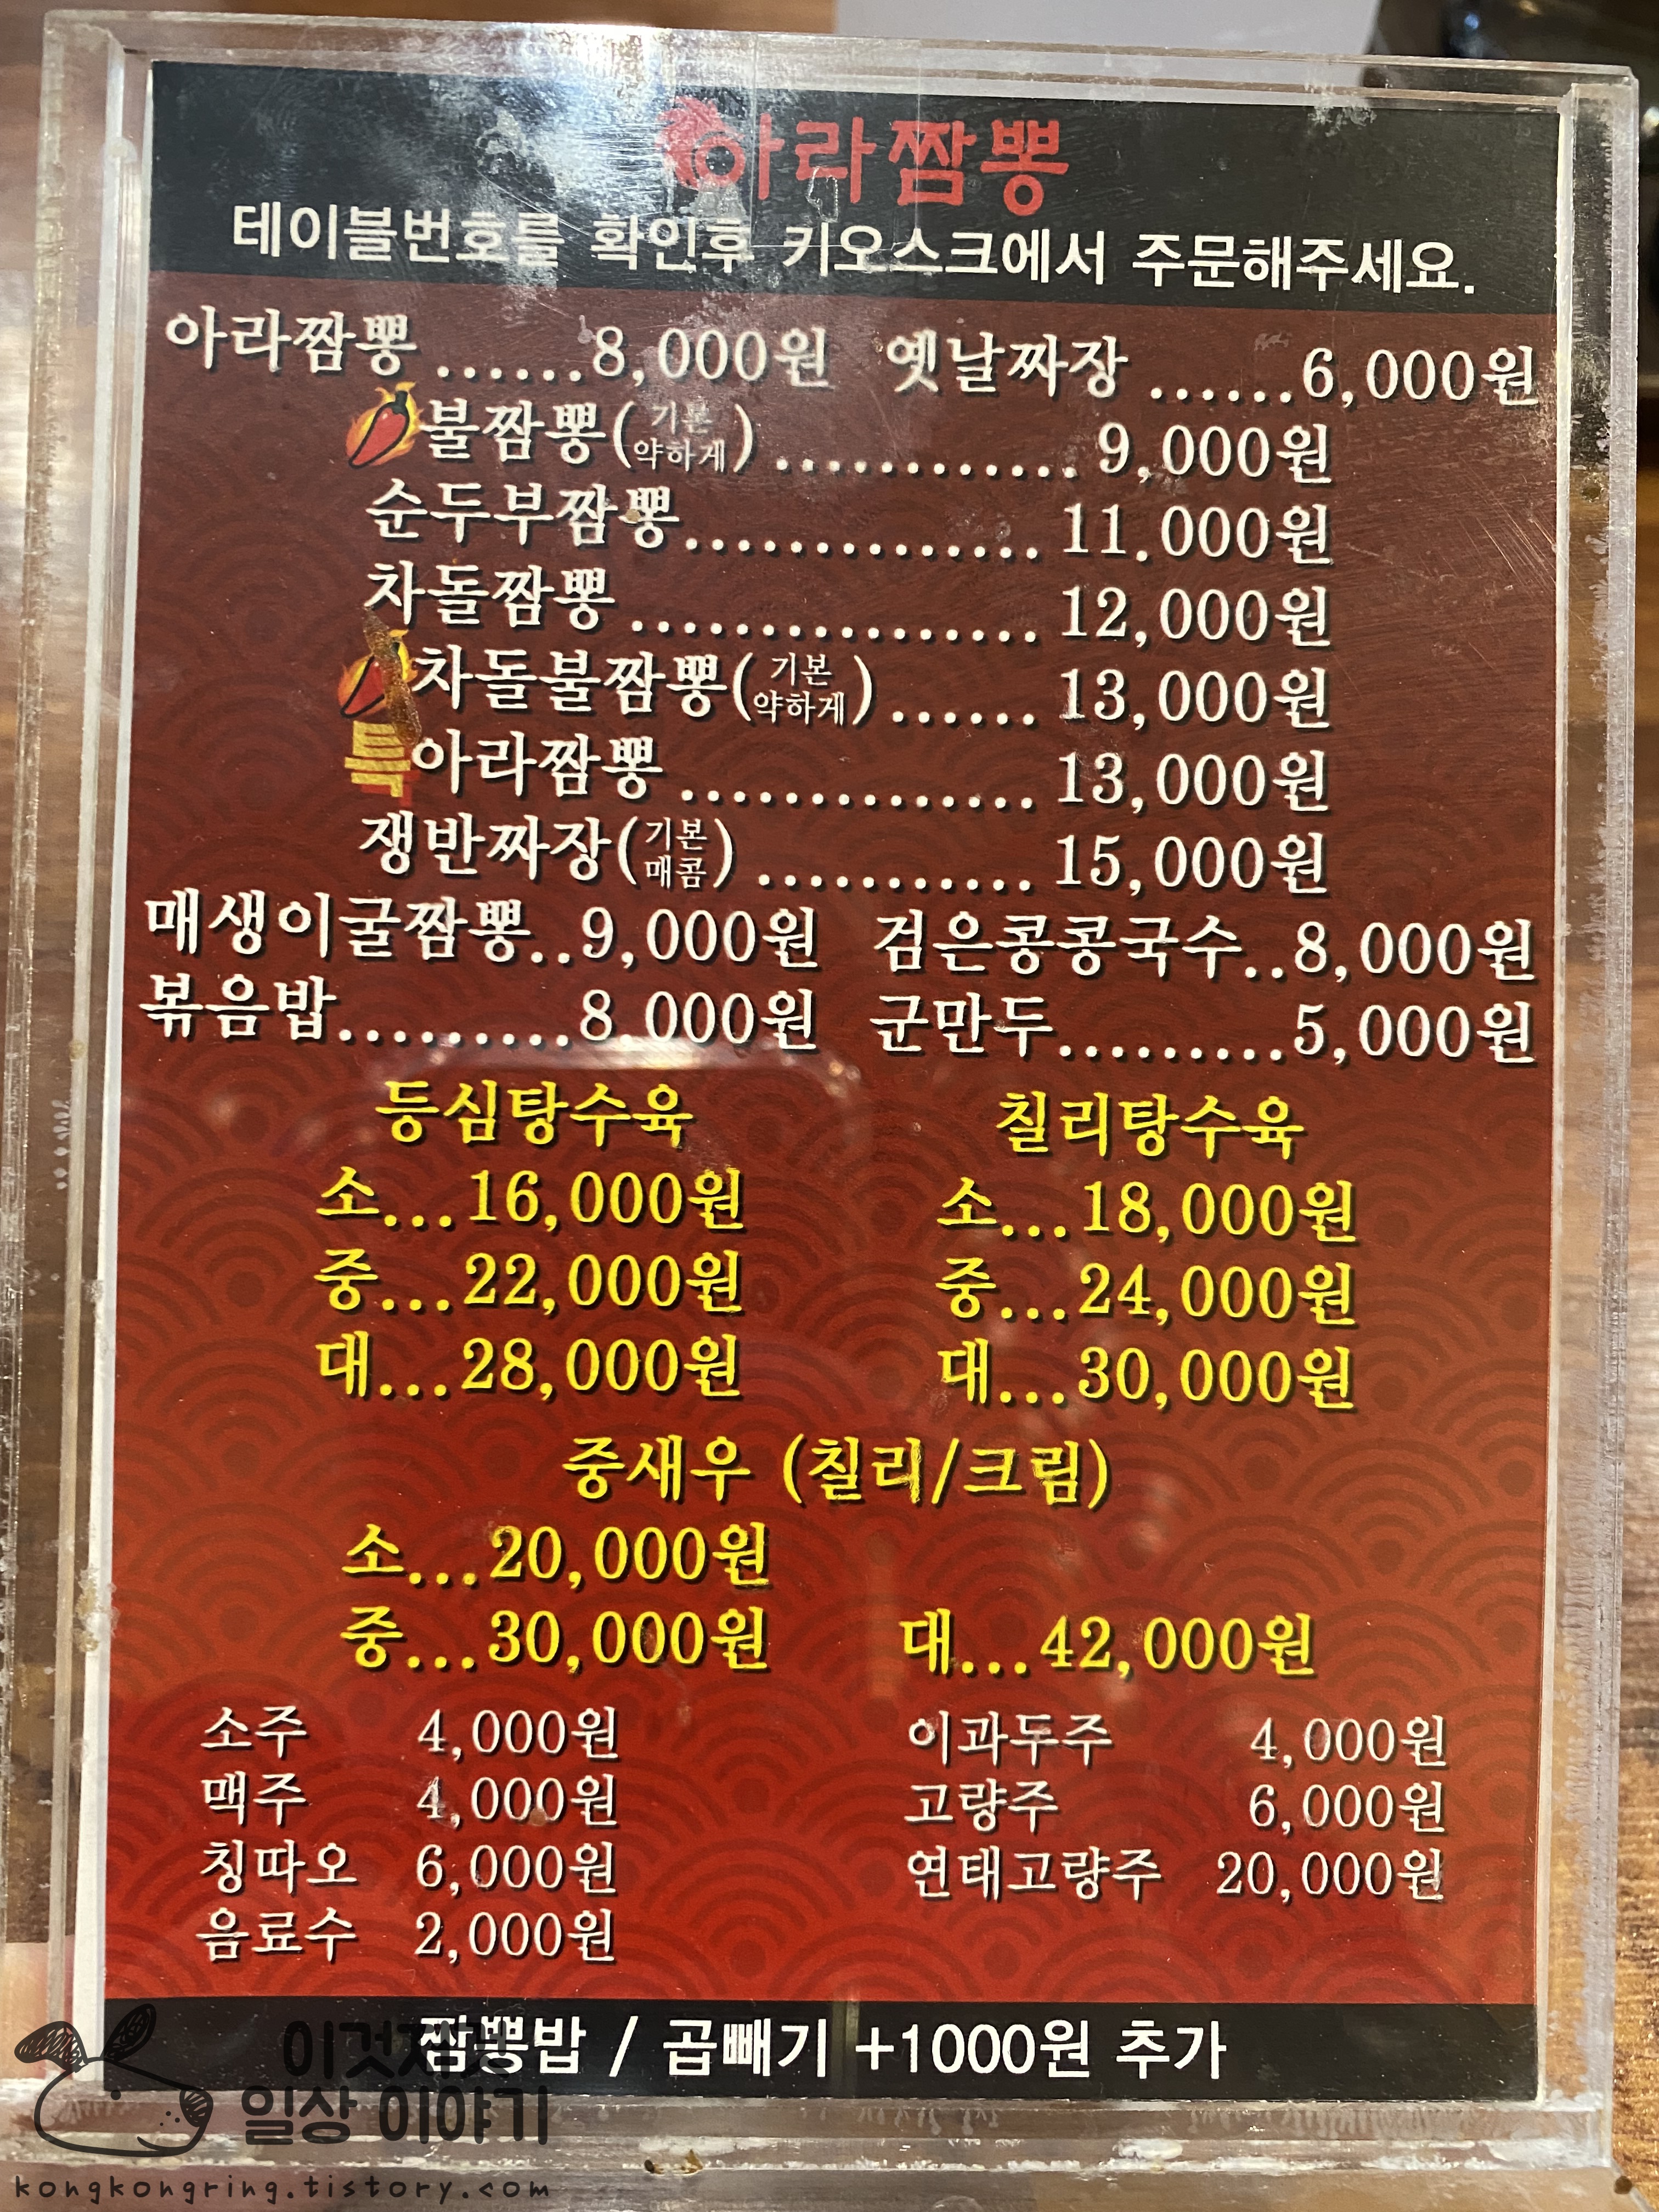 아라짬뽕
테이블번호를 확인후 키오스크에서 주문해주세요.
아라짬뽕 ......8,000원 옛날짜장 ......6,000원
불짬뽕(기본 약하게) ............ 9,000원
순두부짬뽕.............. 11.000원
차돌짬뽕 ................ 12,000원
차돌불짬뽕(기본 약하게) ...... 13,000원
특아라짬뽕 .............. 13,000원
쟁반짜장(기본 매콤) ........... 15,000원
매생이굴짬뽕..9,000원 검은콩콩국수..8,000원
볶음밥.........8,000원 군만두.........5,000원
등심탕수육 칠리탕수육
소...16,000원 소...18,000원
중...22,000원 중...24,000원
대...28,000원 대...30,000원
중새우 (칠리/크림)
소...20,000원
중...30,000원 대...42,000원
소주 4,000원 이과두주 4,000원
맥주 4,000원 고량주 6,000원
칭따오 6,000원 연태고량주 20,000원
음료수 2,000원
짬뽕밥 / 곱빼기 +1000원 추가
일상 이야기
kongkongring.tistory.com